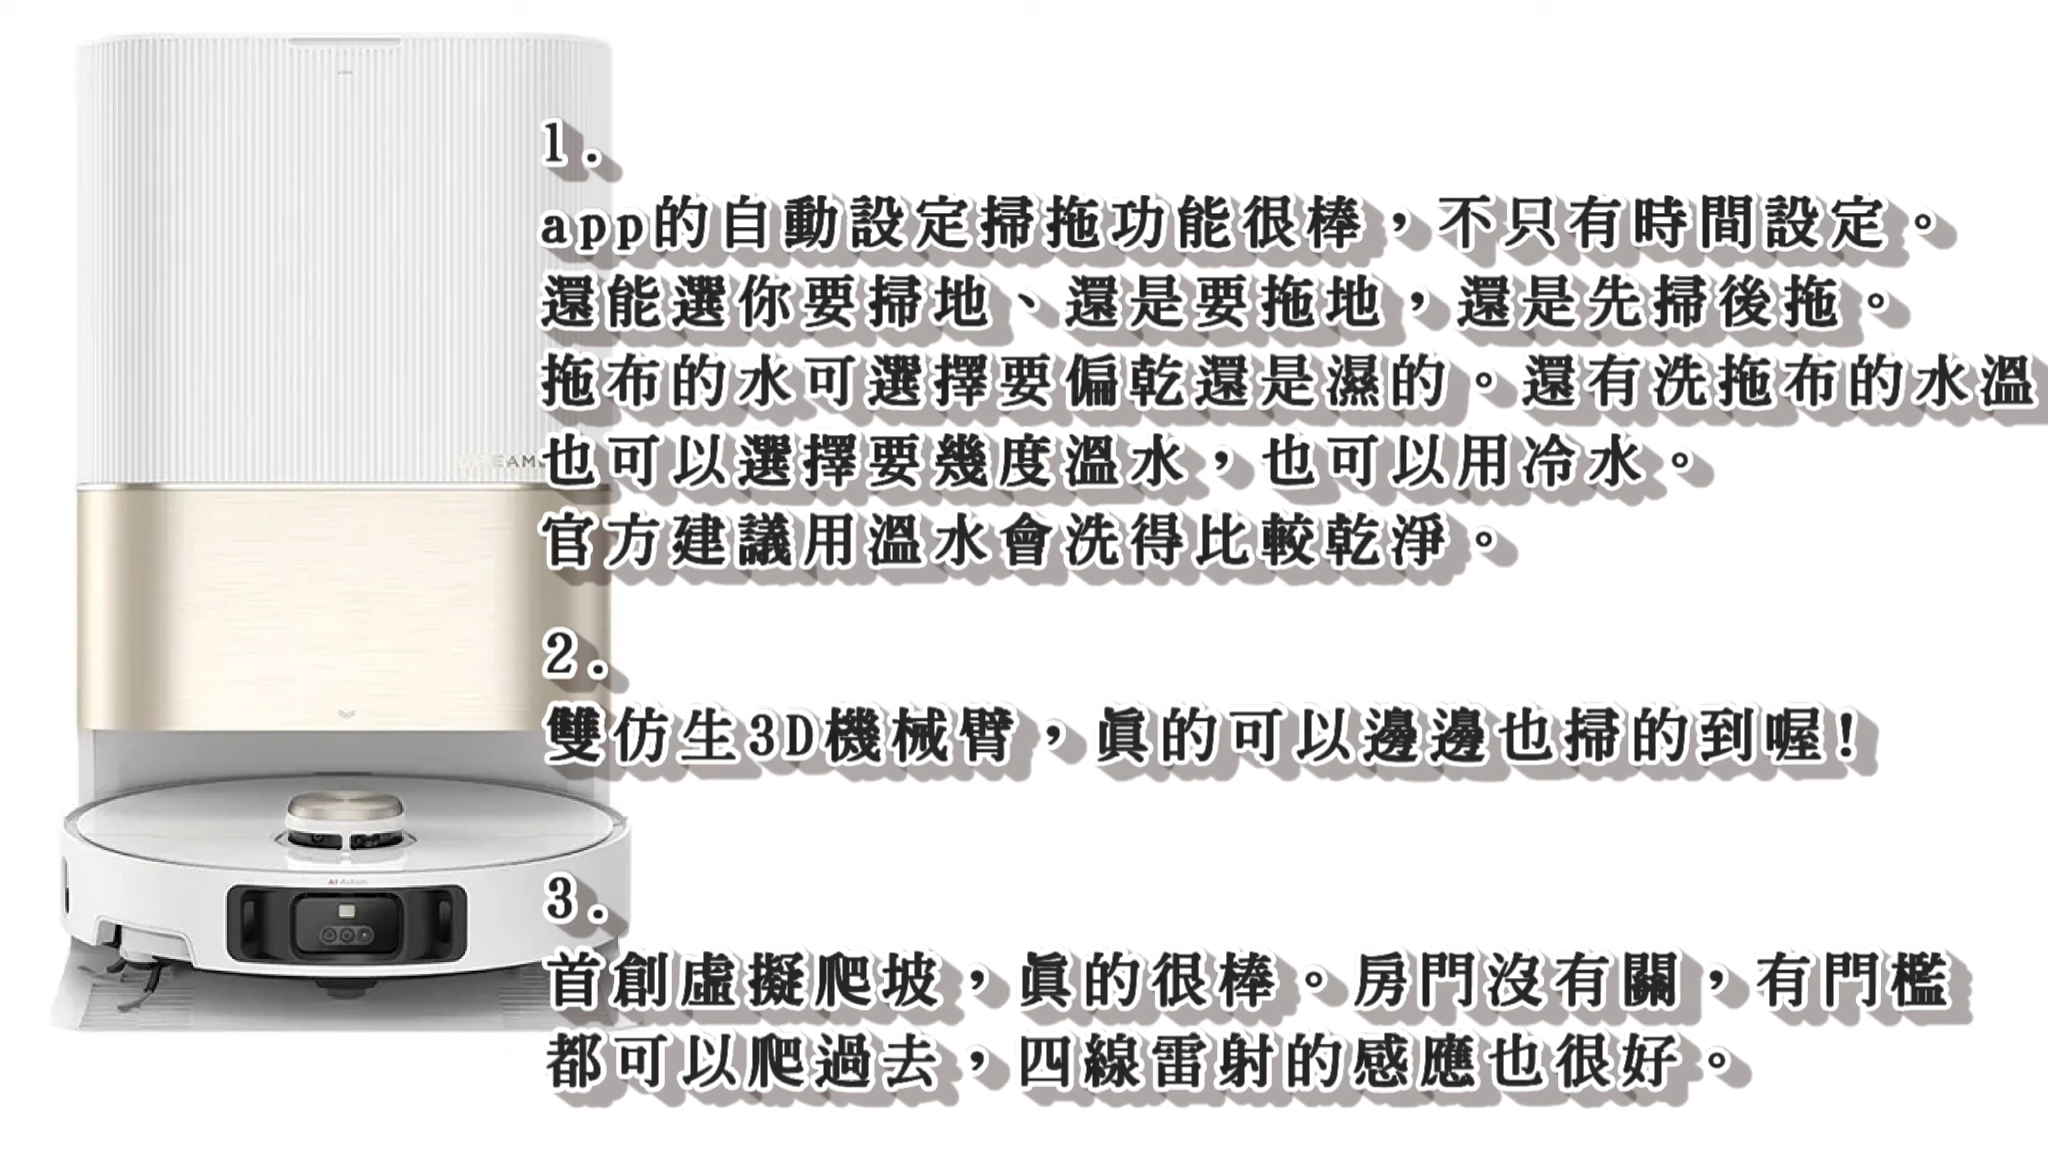 1.
app的自動設定掃拖功能很棒，不只有時間設定。
還能選你要掃地、還是要拖地，還是先掃後拖。
拖布的水可選擇要偏乾還是濕的。還有洗拖布的水溫
也可以選擇要幾度溫水，也可以用冷水。
官方建議用溫水會洗得比較乾淨。
2.
雙仿生3D機械臂，眞的可以邊邊也掃的到喔!
3.
首創虛擬爬坡，眞的很棒。房門沒有關，有門檻
都可以爬過去，四線雷射的感應也很好。
AI Action